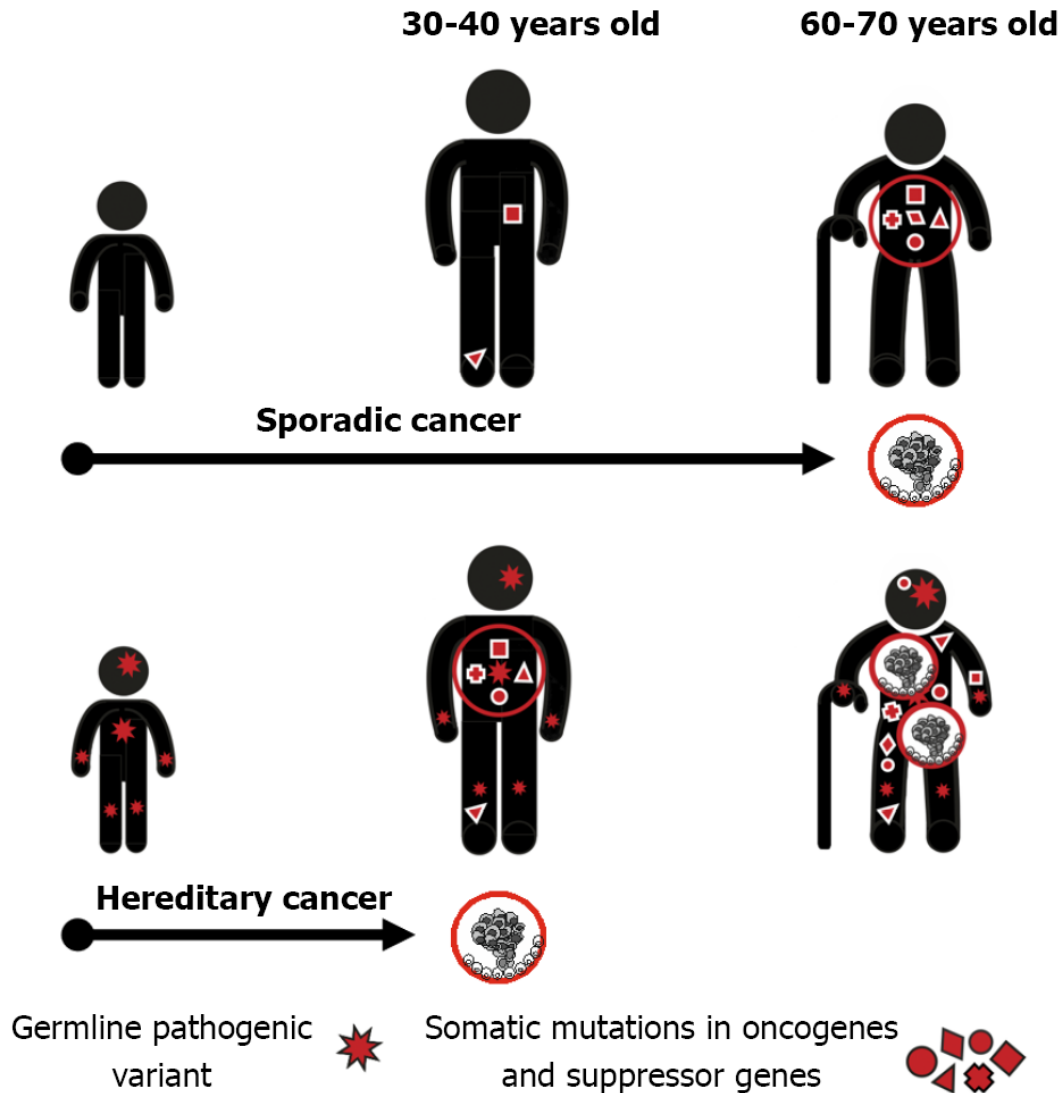 30-40 years old
60-70 years old
Sporadic cancer
Hereditary cancer
Germline pathogenic
variant
Somatic mutations in oncogenes
and suppressor genes